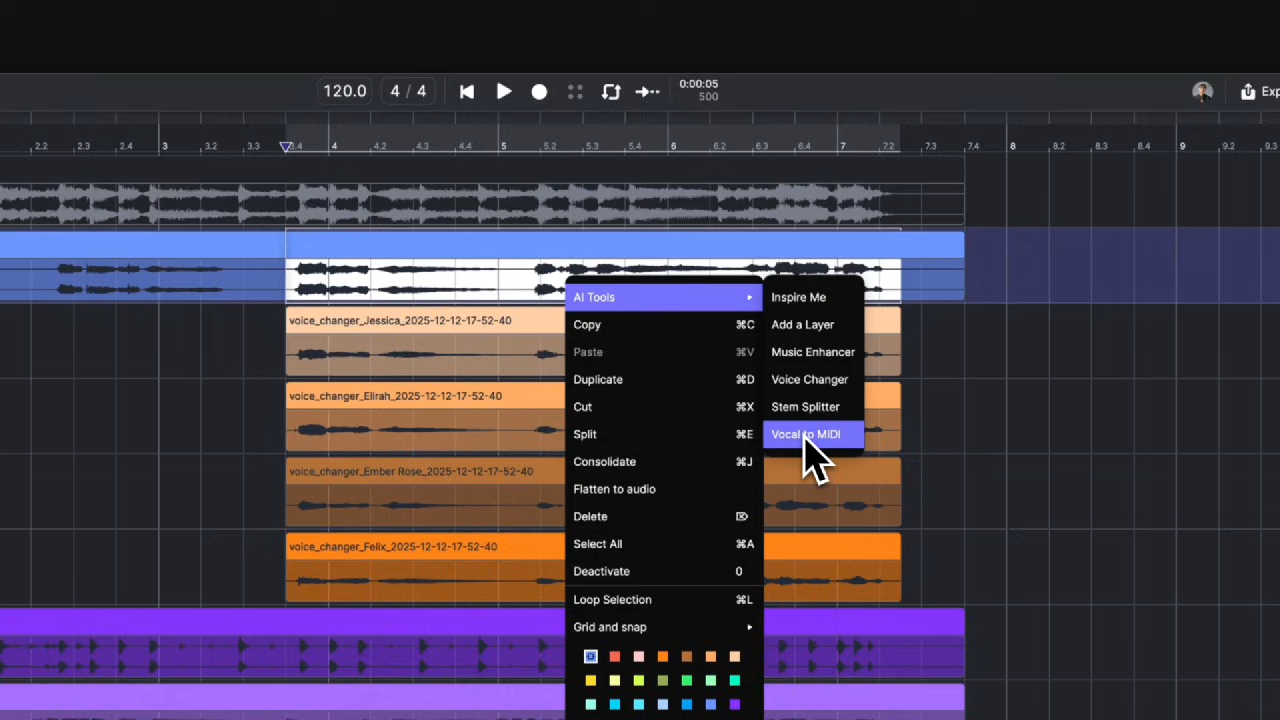 120.0 4 / 4 0:00:05
500
Exp
2.2 2.3 2.4 3 3.2 3.3 3.4 4 4.2 4.3 4.4 5 5.2 5.3 5.4 6 6.2 6.3 6.4 7 7.2 7.3 7.4 8 8.2 8.3 8.4 9 9.2 9.3
AI Tools
Copy ⌘C
Paste ⌘V
Duplicate ⌘D
Cut ⌘X
Split ⌘E
Consolidate ⌘J
Flatten to audio
Delete ⌦
Select All ⌘A
Deactivate 0
Loop Selection ⌘L
Grid and snap
Inspire Me
Add a Layer
Music Enhancer
Voice Changer
Stem Splitter
Vocal to MIDI
voice_changer_Jessica_2025-12-12-17-52-40
voice_changer_Elirah_2025-12-12-17-52-40
voice_changer_Ember Rose_2025-12-12-17-52-40
voice_changer_Felix_2025-12-12-17-52-40